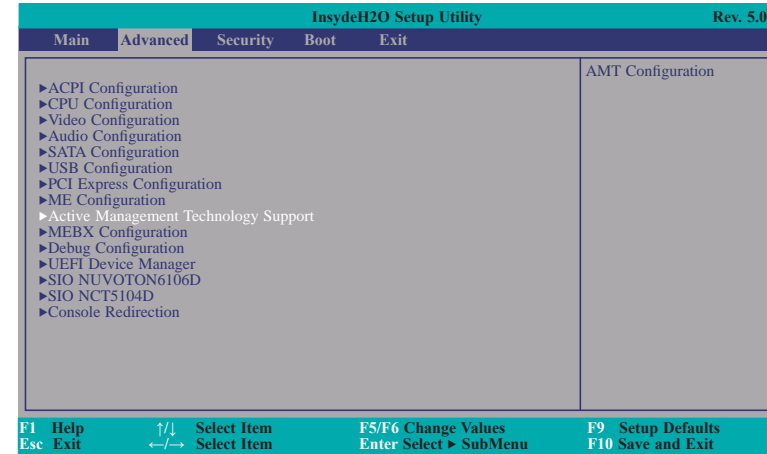 InsydeH2O Setup Utility Rev. 5.0
Main Advanced Security Boot Exit
AMT Configuration
►ACPI Configuration
►CPU Configuration
►Video Configuration
►Audio Configuration
►SATA Configuration
►USB Configuration
►PCI Express Configuration
►ME Configuration
►Active Management Technology Support
►MEBX Configuration
►Debug Configuration
►UEFI Device Manager
►SIO NUVOTON6106D
►SIO NCT5104D
►Console Redirection
F1 Help ↑/↓ Select Item F5/F6 Change Values F9 Setup Defaults
Esc Exit ←/→ Select Item Enter Select ► SubMenu F10 Save and Exit